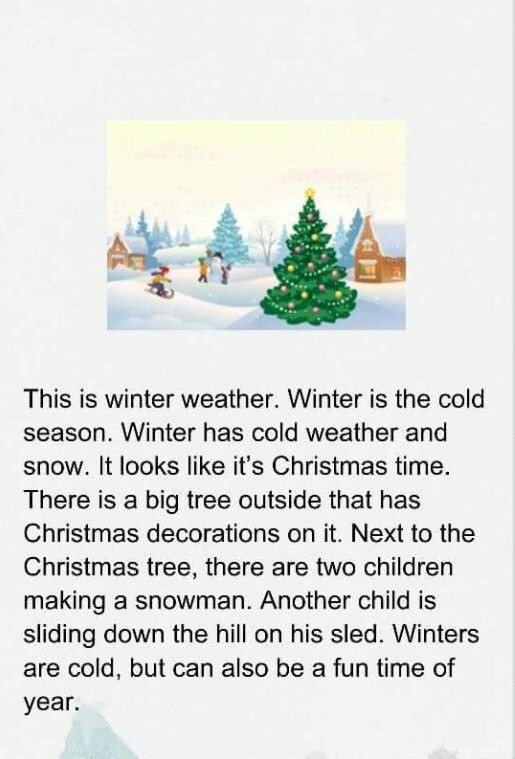 This is winter weather. Winter is the cold
season. Winter has cold weather and
snow. It looks like it's Christmas time.
There is a big tree outside that has
Christmas decorations on it. Next to the
Christmas tree, there are two children
making a snowman. Another child is
sliding down the hill on his sled. Winters
are cold, but can also be a fun time of
year.